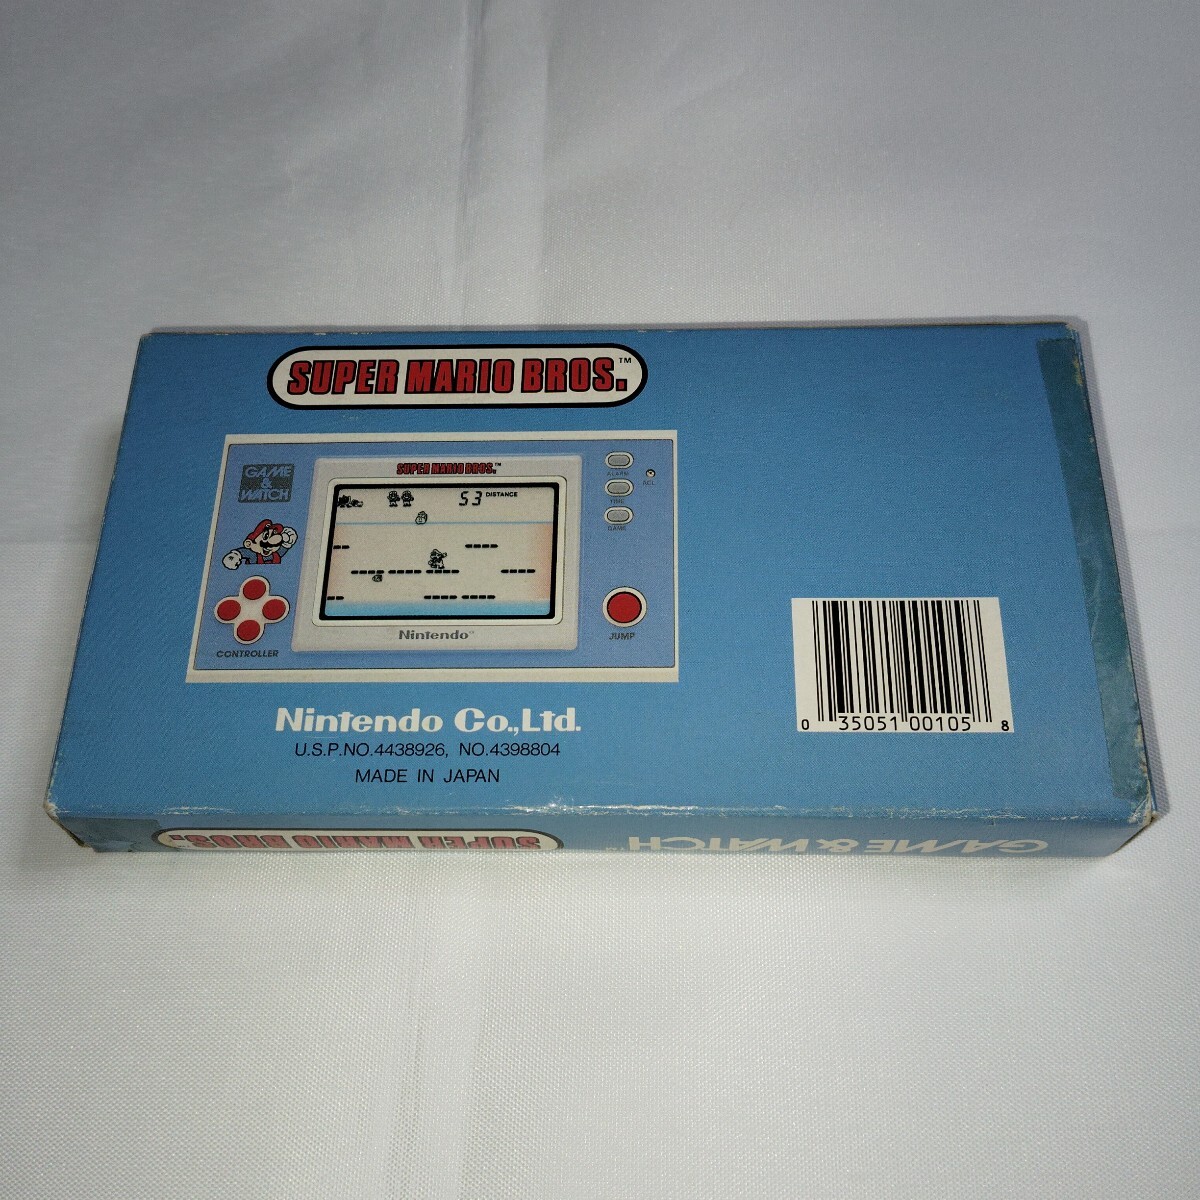 SUPER MARIO BROS.™
GAME
&
WATCH
SUPER MARIO BROS.™
53 DISTANCE
ALARM
ACL
TIME
GAME
Nintendo
CONTROLLER
JUMP
Nintendo Co.,Ltd.
U.S.P.NO.4438926, NO.4398804
MADE IN JAPAN
0 35051 00105 8
SUPER MARIO BROS.™
GAME & WATCH™